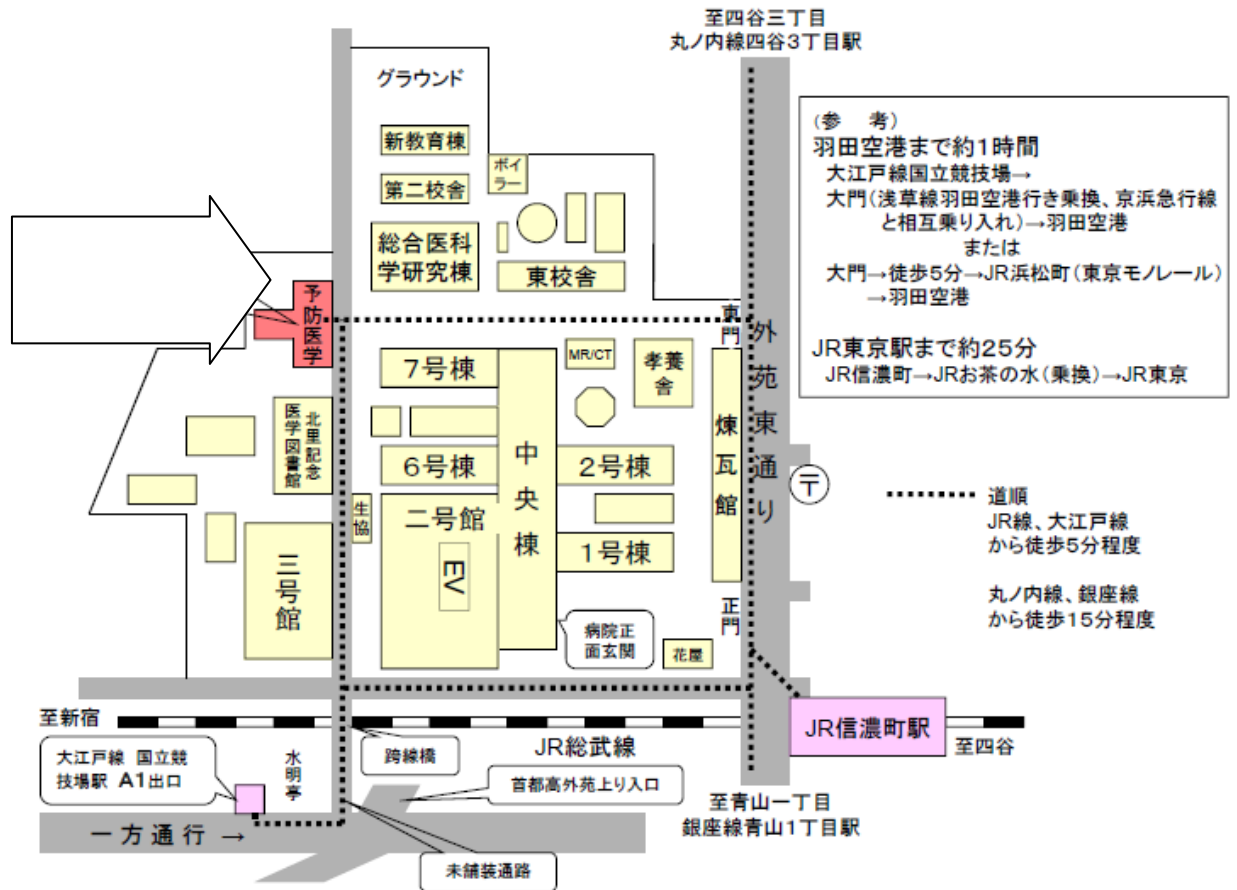 至四谷三丁目
丸ノ内線四谷3丁目駅
グラウンド
新教育棟
ボイ
ラー
第二校舎
総合医科
学研究棟
東校舎
(参 考)
羽田空港まで約1時間
大江戸線国立競技場→
大門(浅草線羽田空港行き乗換、京浜急行線
と相互乗り入れ)→羽田空港
または
大門→徒歩5分→JR浜松町(東京モノレール)
→羽田空港
JR東京駅まで約25分
JR信濃町→JRお茶の水(乗換)→JR東京
予防医学
東門
外苑東通り
7号棟
MR/CT
孝養
舎
北里記念
医学図書館
6号棟
中央棟
2号棟
煉瓦館
〒
生協
二号館
EV
1号棟
三号館
病院正
面玄関
正門
花屋
道順
JR線、大江戸線
から徒歩5分程度
丸ノ内線、銀座線
から徒歩15分程度
至新宿
JR信濃町駅
至四谷
大江戸線 国立競
技場駅 A1出口
水明亭
跨線橋
JR総武線
首都高外苑上り入口
一方通行 →
未舗装通路
至青山一丁目
銀座線青山1丁目駅